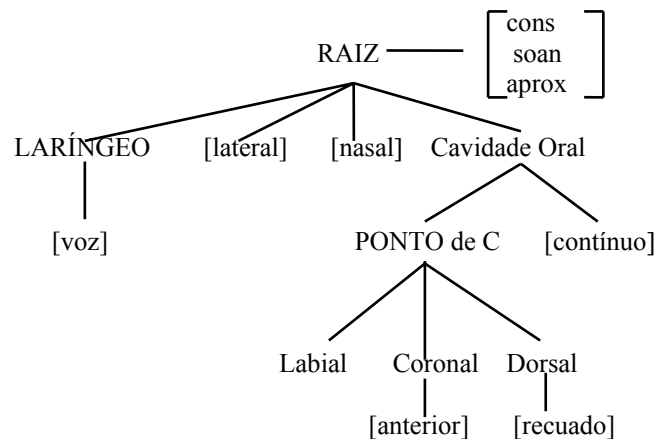 cons
RAIZ soan
aprox
LARÍNGEO [lateral] [nasal] Cavidade Oral
[voz] PONTO de C [contínuo]
Labial Coronal Dorsal
[anterior] [recuado]